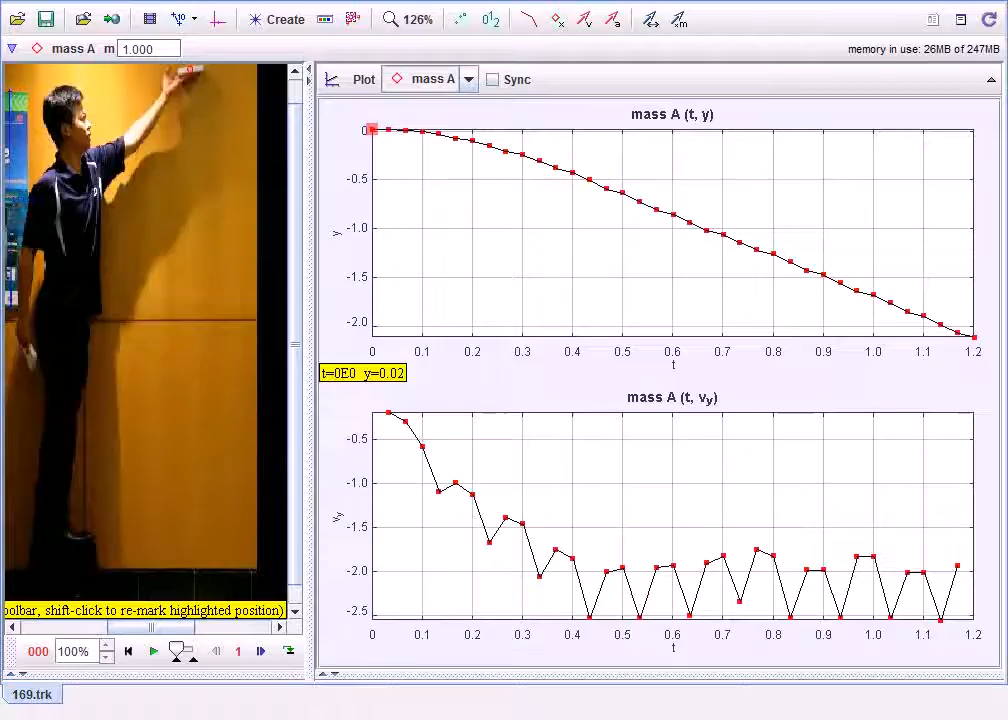 Create
126%
mass A m 1.000
memory in use: 26MB of 247MB
Plot mass A Sync
mass A (t, y)
0
-0.5
-1.0
-1.5
-2.0
y
0 0.1 0.2 0.3 0.4 0.5 0.6 0.7 0.8 0.9 1.0 1.1 1.2
t
t=0E0 y=0.02
mass A (t, vy)
-0.5
-1.0
-1.5
-2.0
-2.5
vy
0 0.1 0.2 0.3 0.4 0.5 0.6 0.7 0.8 0.9 1.0 1.1 1.2
t
oolbar, shift-click to re-mark highlighted position)
000 100% 1
169.trk